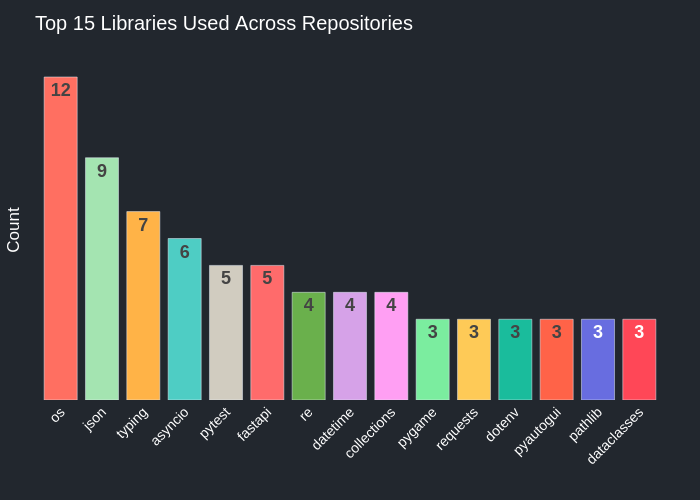 Top 15 Libraries Used Across Repositories
Count
12
9
7
6
5
5
4
4
4
3
3
3
3
3
3
os
json
typing
asyncio
pytest
fastapi
re
datetime
collections
pygame
requests
dotenv
pyautogui
pathlib
dataclasses